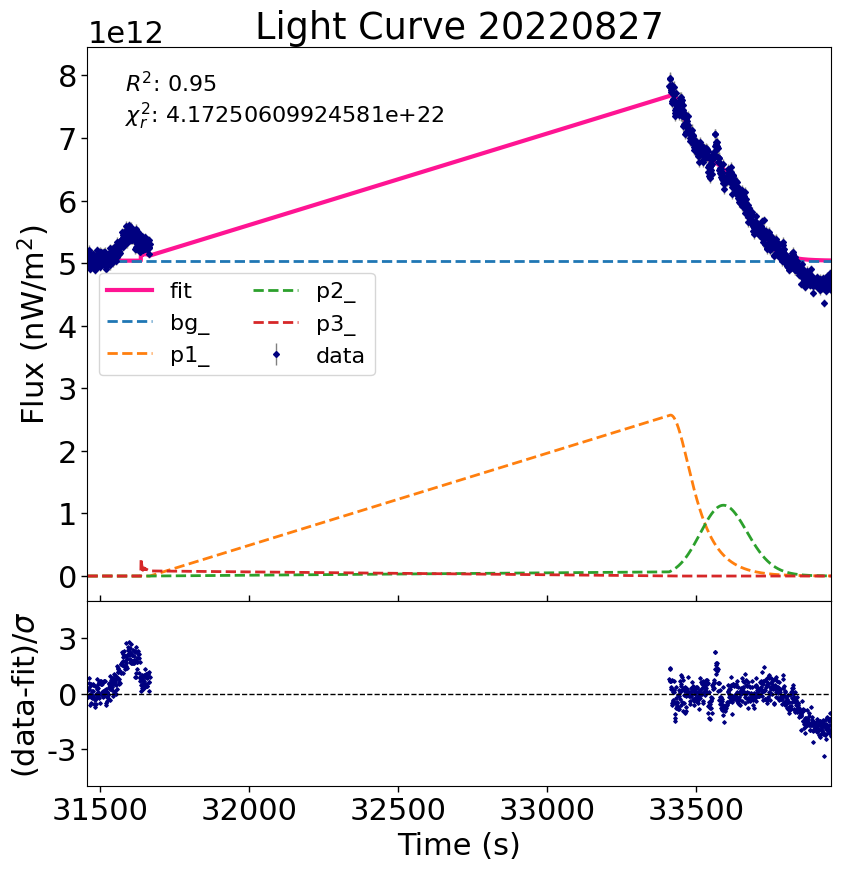 Light Curve 20220827
1e12
R²: 0.95
χ²ᵣ: 4.17250609924581e+22
8
7
6
5
4
3
2
1
0
Flux (nW/m²)
fit
bg_
p1_
p2_
p3_
data
3
0
-3
(data-fit)/σ
31500 32000 32500 33000 33500
Time (s)